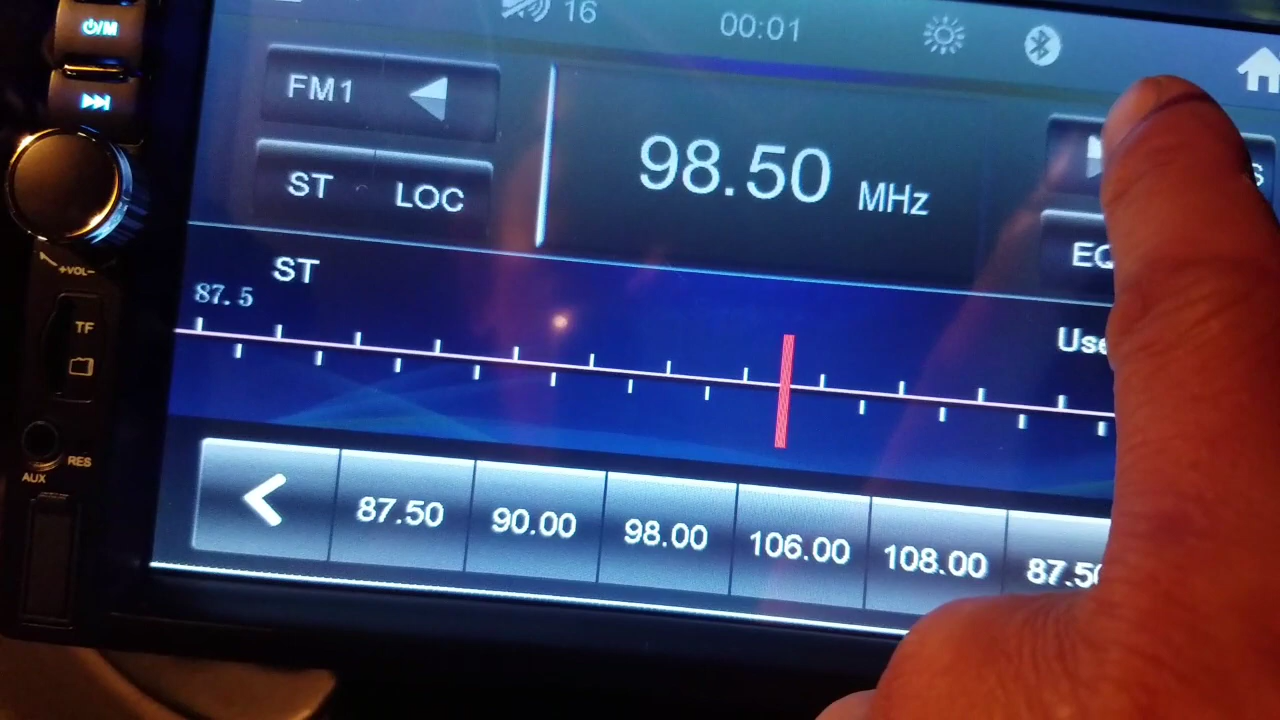 16 00:01
FM1
98.50 MHz
ST LOC
EQ
ST
87.5
87.50 90.00 98.00 106.00 108.00
+VOL-
TF
RES
AUX